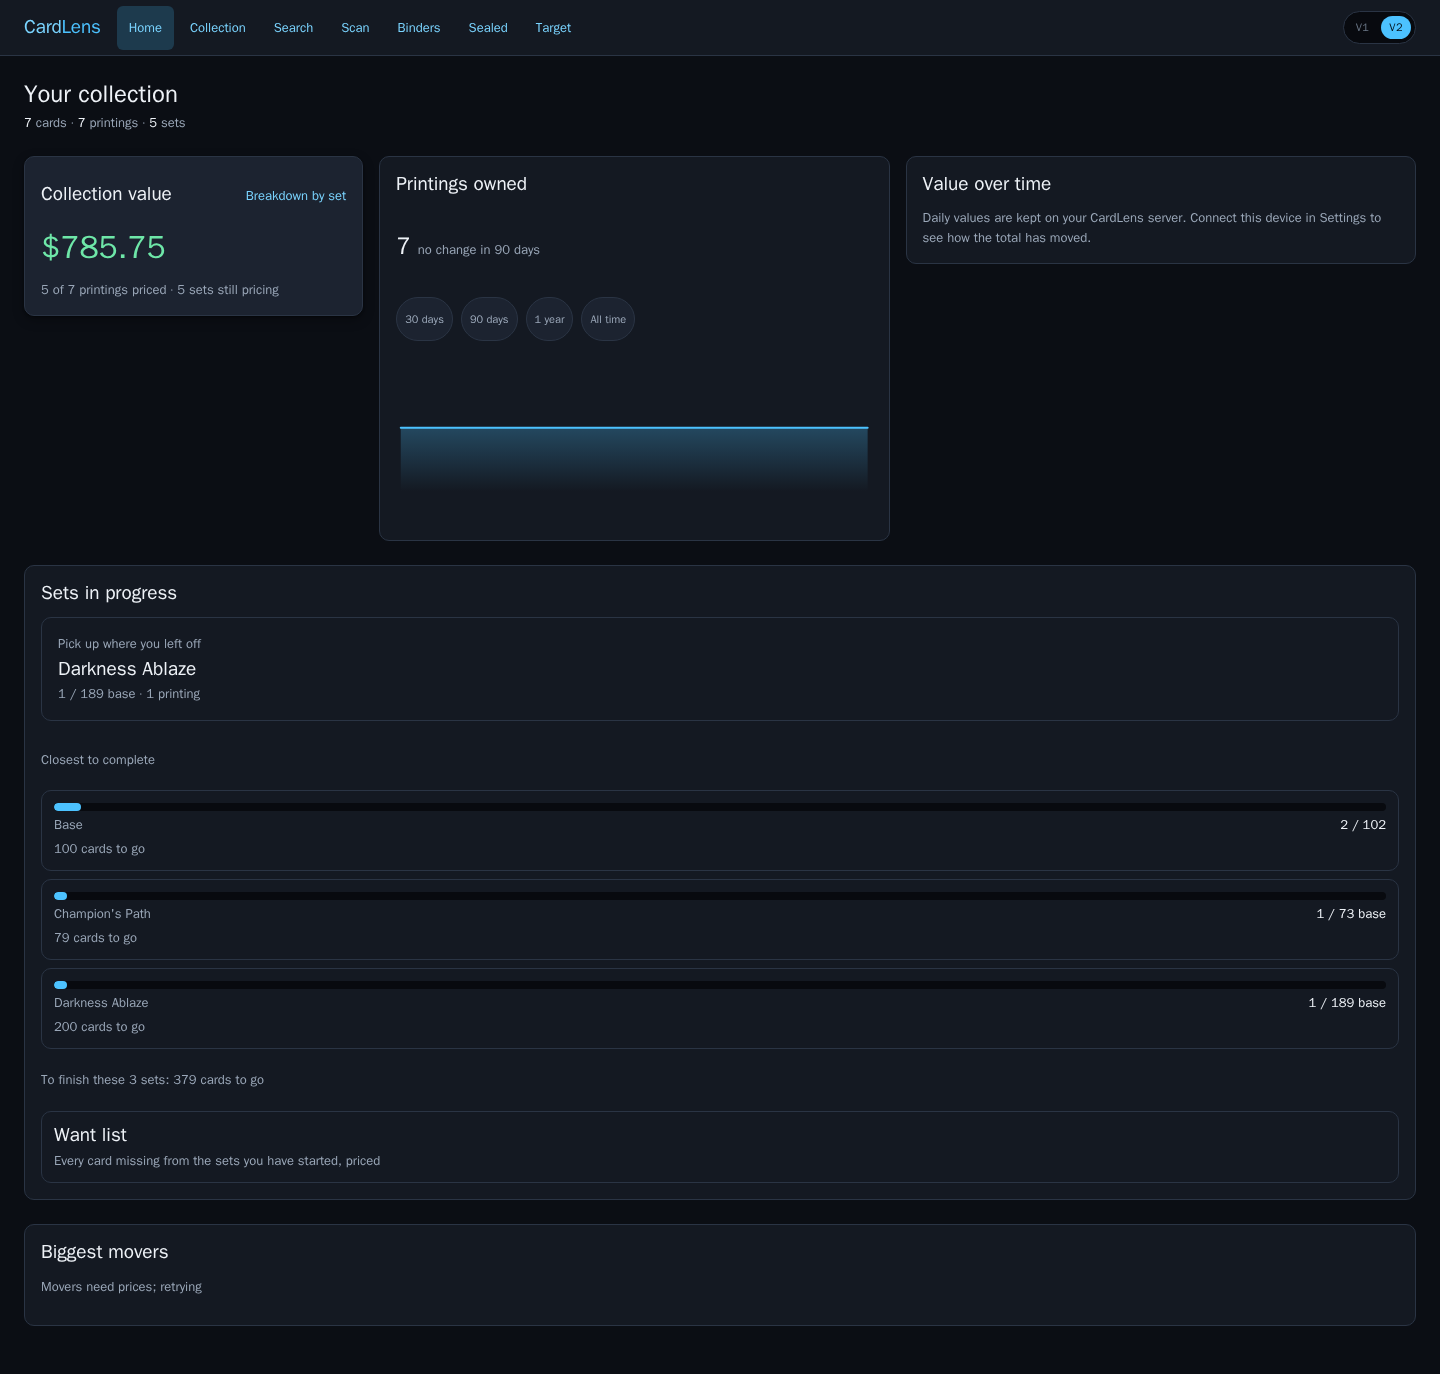 CardLens Home Collection Search Scan Binders Sealed Target V1 V2
Your collection
7 cards · 7 printings · 5 sets
Collection value Breakdown by set
$785.75
5 of 7 printings priced · 5 sets still pricing
Printings owned
7 no change in 90 days
30 days 90 days 1 year All time
Value over time
Daily values are kept on your CardLens server. Connect this device in Settings to
see how the total has moved.
Sets in progress
Pick up where you left off
Darkness Ablaze
1 / 189 base · 1 printing
Closest to complete
Base 2 / 102
100 cards to go
Champion's Path 1 / 73 base
79 cards to go
Darkness Ablaze 1 / 189 base
200 cards to go
To finish these 3 sets: 379 cards to go
Want list
Every card missing from the sets you have started, priced
Biggest movers
Movers need prices; retrying